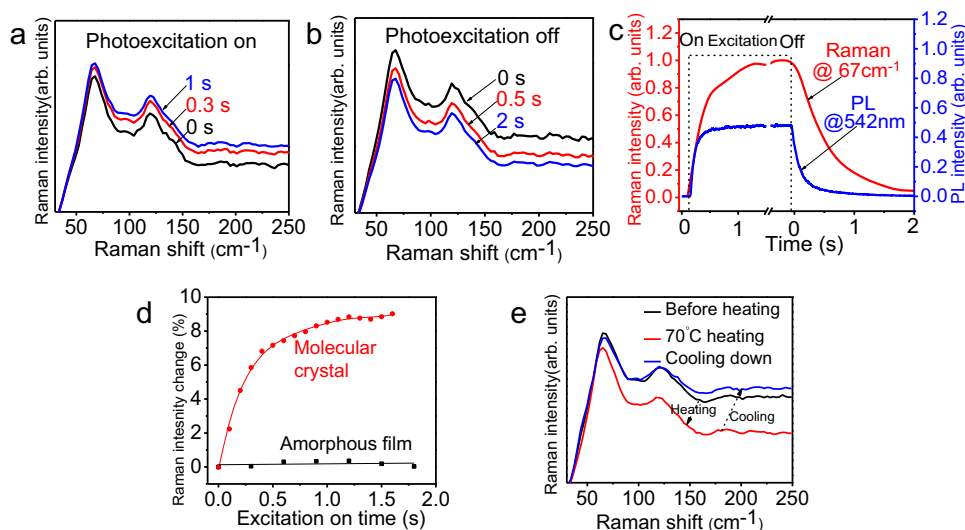 a
Photoexcitation on
1 s
0.3 s
0 s
Raman intensity(arb. units)
50 100 150 200 250
Raman shift (cm-1)
b
Photoexcitation off
0 s
0.5 s
2 s
Raman intensity(arb. units)
50 100 150 200 250
Raman shift (cm-1)
c
On Excitation Off
Raman
@ 67cm-1
PL
@542nm
Raman intensity(arb. units)
1.2
1.0
0.8
0.6
0.4
0.2
0.0
PL intensity (arb. units)
1.2
1.0
0.8
0.6
0.4
0.2
0.0
0 1 0 1 2
Time (s)
d
Raman intesnity change (%)
10
8
6
4
2
0
Molecular
crystal
Amorphous film
0.0 0.5 1.0 1.5 2.0
Excitation on time (s)
e
Before heating
70°C heating
Cooling down
Heating
Cooling
Raman intensity(arb. units)
50 100 150 200 250
Raman shift (cm-1)